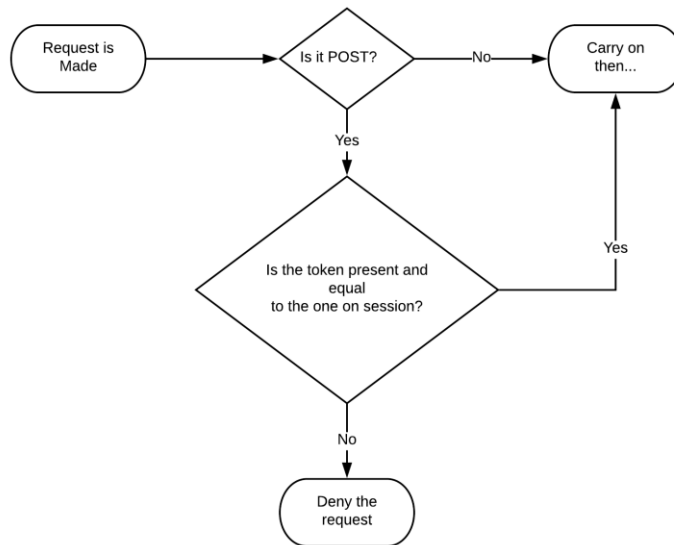 Request is
Made
Is it POST?
No
Carry on
then...
Yes
Is the token present and
equal
to the one on session?
Yes
No
Deny the
request